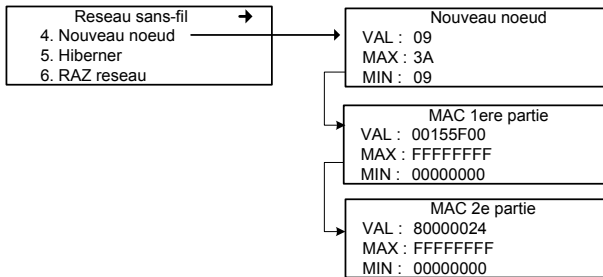 Reseau sans-fil
4. Nouveau noeud
5. Hiberner
6. RAZ reseau
Nouveau noeud
VAL : 09
MAX : 3A
MIN : 09
MAC 1ere partie
VAL : 00155F00
MAX : FFFFFFFF
MIN : 00000000
MAC 2e partie
VAL : 80000024
MAX : FFFFFFFF
MIN : 00000000